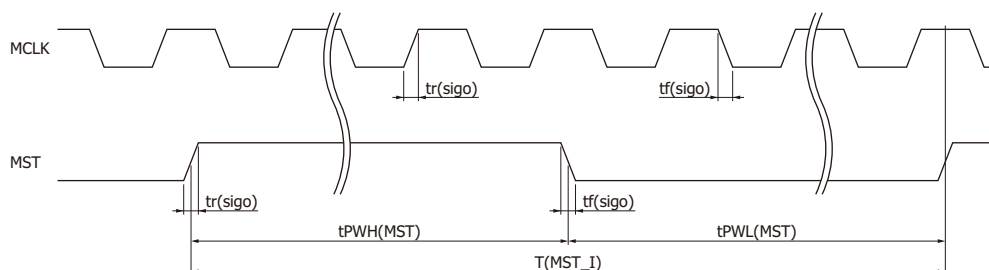 MCLK
tr(sigo)
tf(sigo)
MST
tr(sigo)
tf(sigo)
tPWH(MST)
tPWL(MST)
T(MST_I)